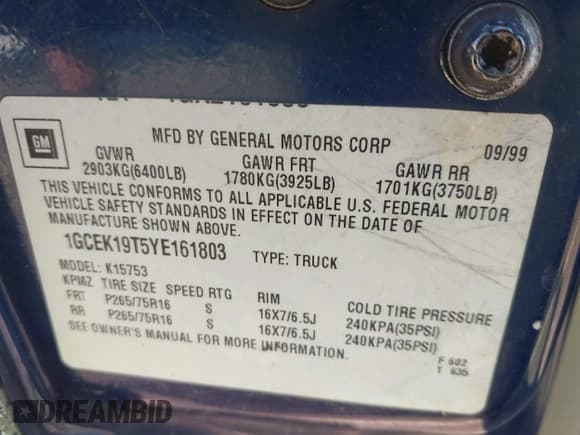 GM
MFD BY GENERAL MOTORS CORP 09/99
GVWR GAWR FRT GAWR RR
2903KG(6400LB) 1780KG(3925LB) 1701KG(3750LB)
THIS VEHICLE CONFORMS TO ALL APPLICABLE U.S. FEDERAL MOTOR
VEHICLE SAFETY STANDARDS IN EFFECT ON THE DATE OF
MANUFACTURE SHOWN ABOVE.
1GCEK19T5YE161803 TYPE: TRUCK
MODEL: K15753
KPMZ TIRE SIZE SPEED RTG RIM COLD TIRE PRESSURE
FRT P265/75R16 S 16X7/6.5J 240KPA(35PSI)
RR P265/75R16 S 16X7/6.5J 240KPA(35PSI)
SEE OWNER'S MANUAL FOR MORE INFORMATION.
F 602
T 635
DREAMBID